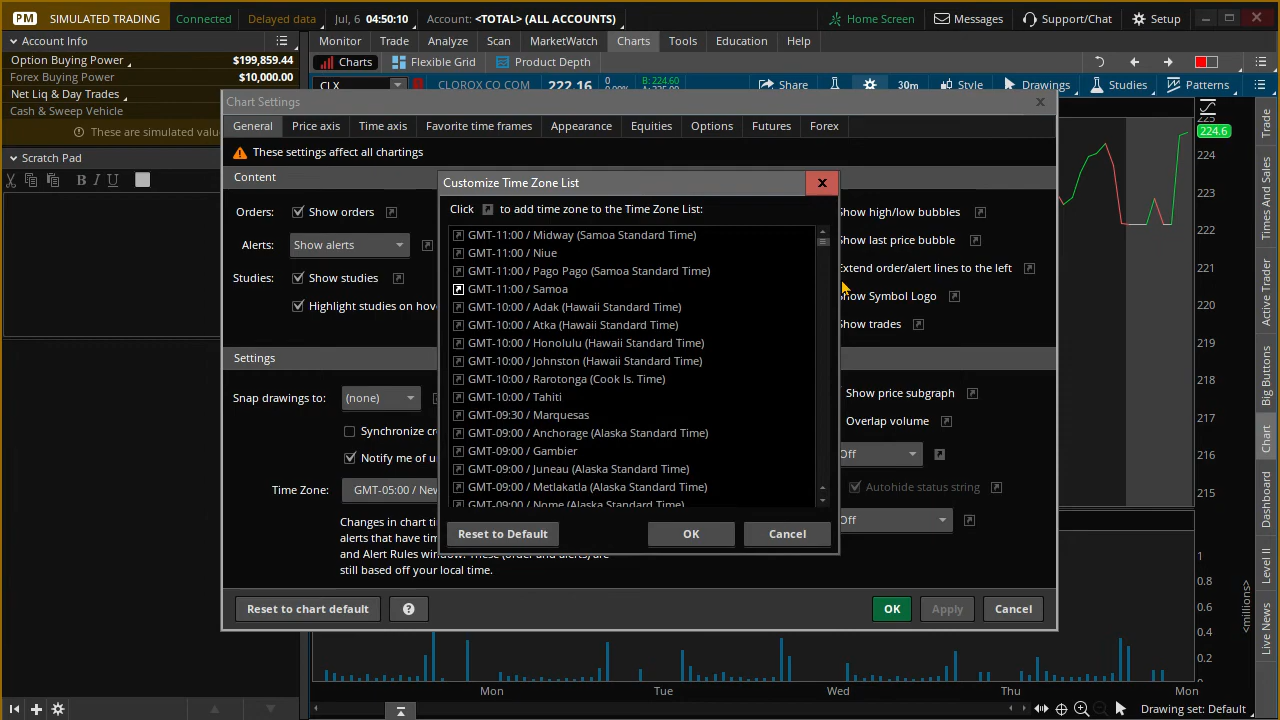 PM SIMULATED TRADING Connected Delayed data Jul, 6 04:50:10 Account: <TOTAL> (ALL ACCOUNTS) Home Screen Messages Support/Chat Setup
Account Info
Option Buying Power $199,859.44
Forex Buying Power $10,000.00
Net Liq & Day Trades
Cash & Sweep Vehicle
These are simulated valu
Scratch Pad
B I U
Monitor Trade Analyze Scan MarketWatch Charts Tools Education Help
Charts Flexible Grid Product Depth
CLX CLOROX CO COM 222.16 0 B: 224.60 Share 30m Style Drawings Studies Patterns
0.00%
Chart Settings
General Price axis Time axis Favorite time frames Appearance Equities Options Futures Forex
These settings affect all chartings
Content
Orders: Show orders
Alerts: Show alerts
Studies: Show studies
Highlight studies on hov
Show high/low bubbles
Show last price bubble
Extend order/alert lines to the left
Show Symbol Logo
Show trades
Settings
Snap drawings to: (none)
Synchronize cr
Notify me of u
Time Zone: GMT-05:00 / New
Changes in chart ti
alerts that have tim
and Alert Rules window. These (order and alerts) are
still based off your local time.
Show price subgraph
Overlap volume
Off
Autohide status string
Off
Reset to chart default ? OK Apply Cancel
Customize Time Zone List
Click to add time zone to the Time Zone List:
GMT-11:00 / Midway (Samoa Standard Time)
GMT-11:00 / Niue
GMT-11:00 / Pago Pago (Samoa Standard Time)
GMT-11:00 / Samoa
GMT-10:00 / Adak (Hawaii Standard Time)
GMT-10:00 / Atka (Hawaii Standard Time)
GMT-10:00 / Honolulu (Hawaii Standard Time)
GMT-10:00 / Johnston (Hawaii Standard Time)
GMT-10:00 / Rarotonga (Cook Is. Time)
GMT-10:00 / Tahiti
GMT-09:30 / Marquesas
GMT-09:00 / Anchorage (Alaska Standard Time)
GMT-09:00 / Gambier
GMT-09:00 / Juneau (Alaska Standard Time)
GMT-09:00 / Metlakatla (Alaska Standard Time)
GMT-09:00 / Nome (Alaska Standard Time)
Reset to Default OK Cancel
225
224.6
224
223
222
221
220
219
218
217
216
215
1
0.8
0.6
0.4
0.2
<millions>
Mon Tue Wed Thu Mon
Drawing set: Default
Trade
Times And Sales
Active Trader
Big Buttons
Chart
Dashboard
Level II
Live News